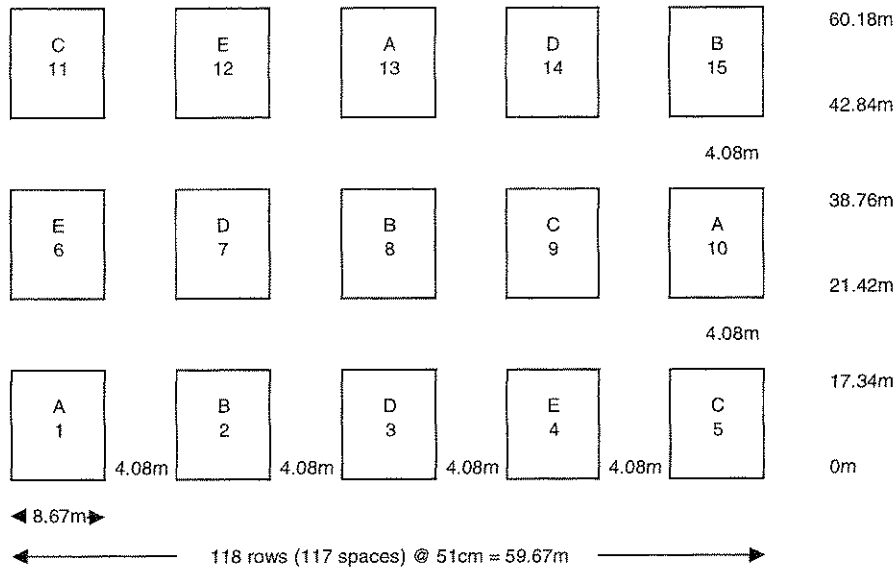 C E A D B 60.18m
11 12 13 14 15
42.84m
4.08m
E D B C A 38.76m
6 7 8 9 10
21.42m
4.08m
A B D E C 17.34m
1 2 3 4 5
4.08m 4.08m 4.08m 4.08m 0m
8.67m
118 rows (117 spaces) @ 51cm = 59.67m